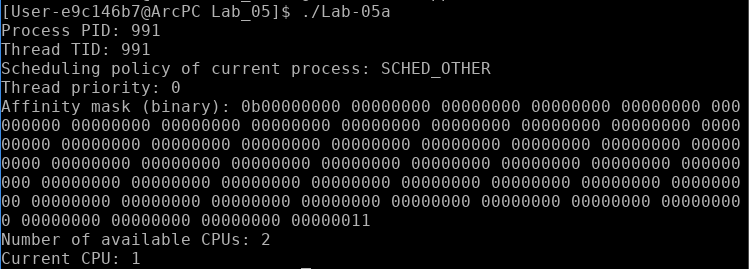 [User-e9c146b7@ArcPC Lab_05]$ ./Lab-05a
Process PID: 991
Thread TID: 991
Scheduling policy of current process: SCHED_OTHER
Thread priority: 0
Affinity mask (binary): 0b00000000 00000000 00000000 00000000 00000000 000
000000 00000000 00000000 00000000 00000000 00000000 00000000 00000000 0000
00000 00000000 00000000 00000000 00000000 00000000 00000000 00000000 00000
0000 00000000 00000000 00000000 00000000 00000000 00000000 00000000 000000
000 00000000 00000000 00000000 00000000 00000000 00000000 00000000 0000000
00 00000000 00000000 00000000 00000000 00000000 00000000 00000000 00000000
0 00000000 00000000 00000000 00000011
Number of available CPUs: 2
Current CPU: 1